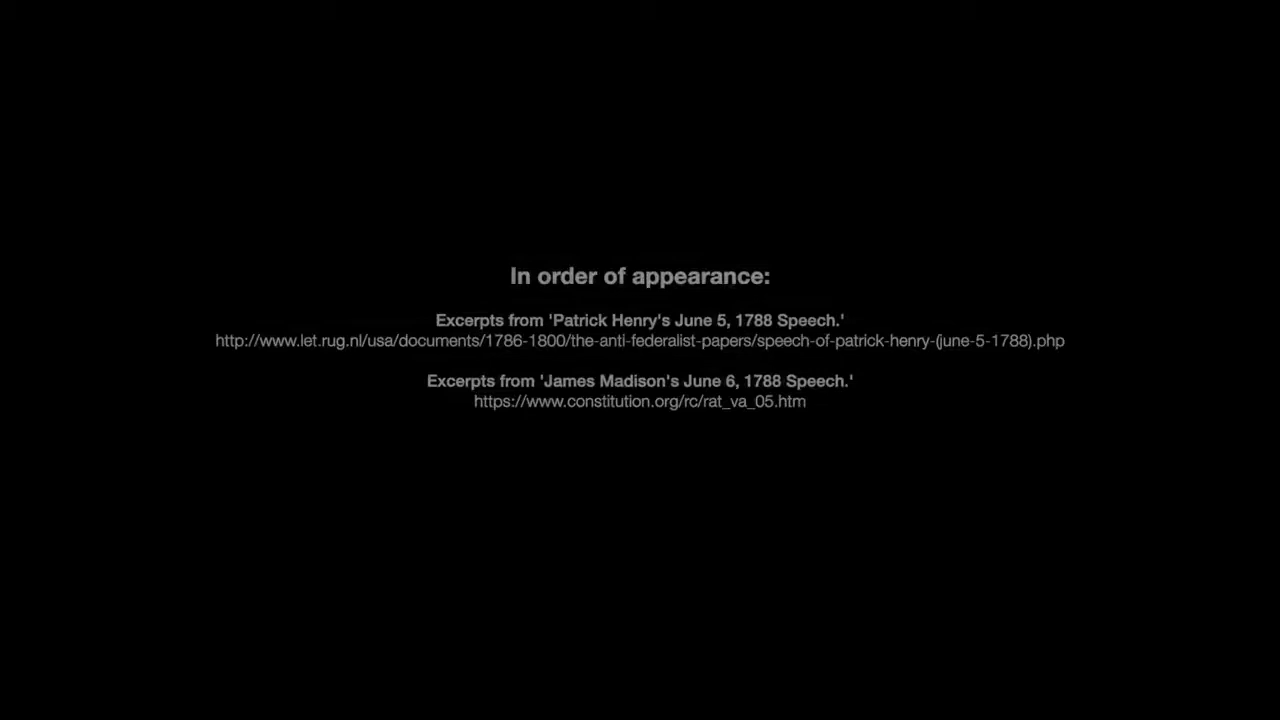 In order of appearance:
Excerpts from 'Patrick Henry's June 5, 1788 Speech.'
http://www.let.rug.nl/usa/documents/1786-1800/the-anti-federalist-papers/speech-of-patrick-henry-(june-5-1788).php
Excerpts from 'James Madison's June 6, 1788 Speech.'
https://www.constitution.org/rc/rat_va_05.htm